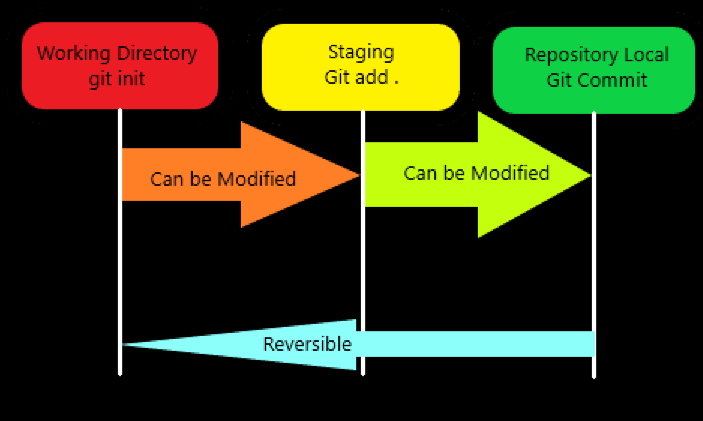 Working Directory
git init
Staging
Git add .
Repository Local
Git Commit
Can be Modified
Can be Modified
Reversible